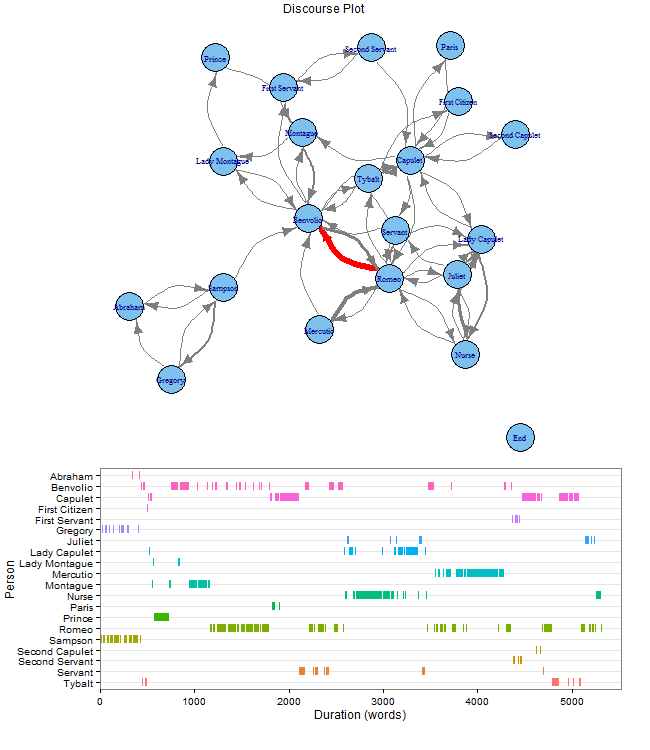 Discourse Plot
Paris
Second Servant
Prince
First Servant
First Citizen
Montague
Second Capulet
Lady Montague
Capulet
Tybalt
Benvolio
Servant
Lady Capulet
Romeo
Juliet
Sampson
Abraham
Mercutio
Nurse
Gregory
End
Abraham
Benvolio
Capulet
First Citizen
First Servant
Gregory
Juliet
Lady Capulet
Lady Montague
Mercutio
Montague
Nurse
Paris
Prince
Romeo
Sampson
Second Capulet
Second Servant
Servant
Tybalt
Person
0 1000 2000 3000 4000 5000
Duration (words)